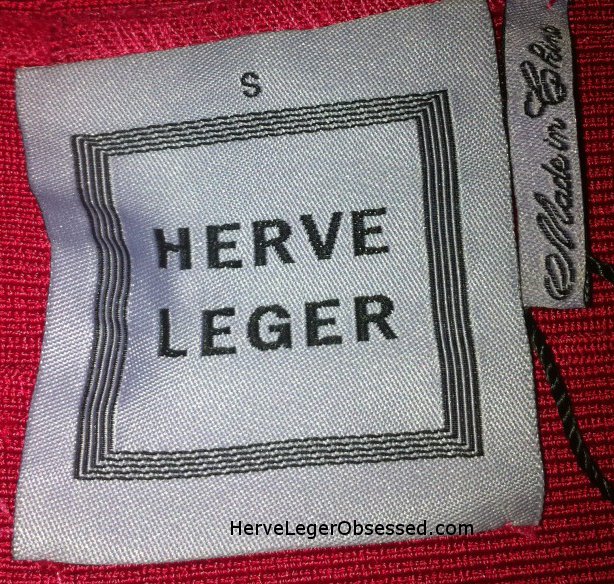 S
HERVE
LEGER
Made in China
HerveLegerObsessed.com